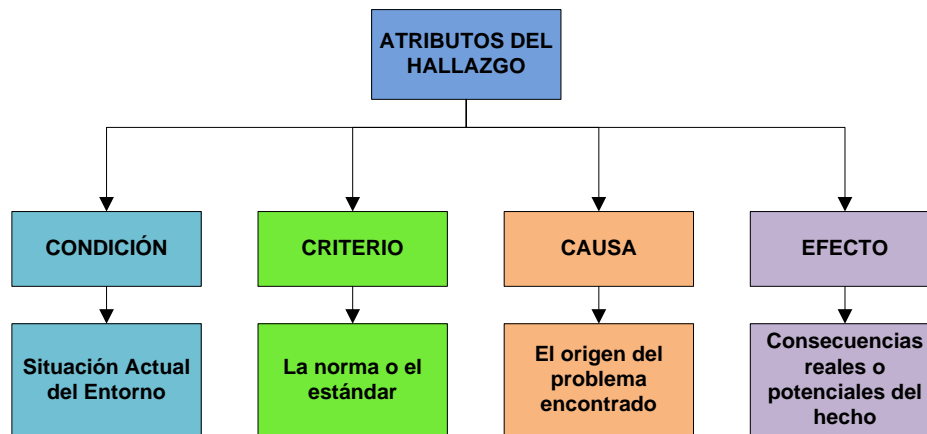 ATRIBUTOS DEL
HALLAZGO
CONDICIÓN
CRITERIO
CAUSA
EFECTO
Situación Actual
del Entorno
La norma o el
estándar
El origen del
problema
encontrado
Consecuencias
reales o
potenciales del
hecho